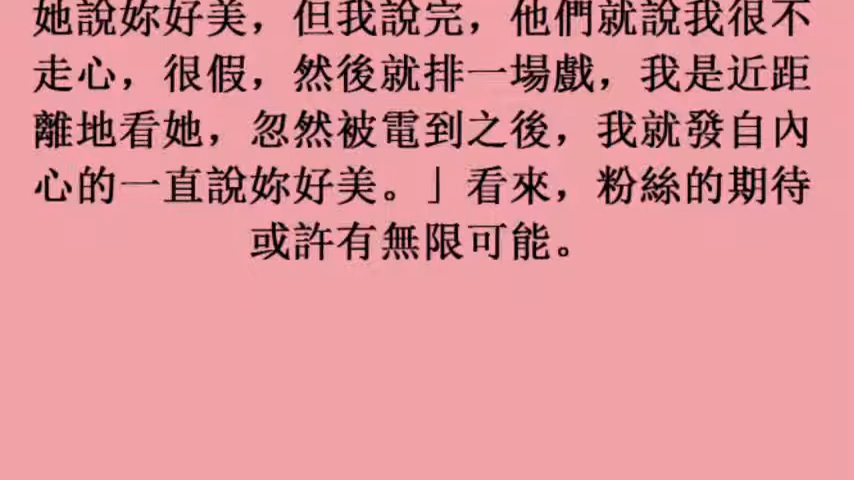 她說妳好美，但我說完，他們就說我很不
走心，很假，然後就排一場戲，我是近距
離地看她，忽然被電到之後，我就發自內
心的一直說妳好美。」看來，粉絲的期待
或許有無限可能。